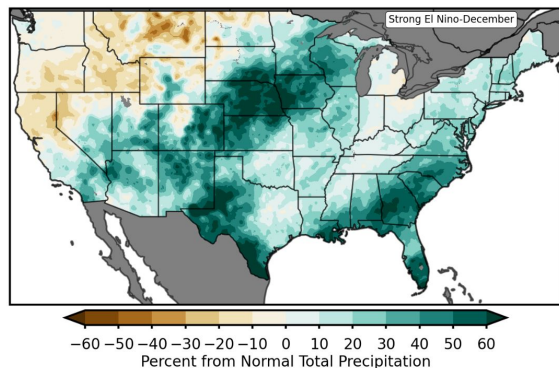 Strong El Nino-December
−60 −50 −40 −30 −20 −10 0 10 20 30 40 50 60
Percent from Normal Total Precipitation